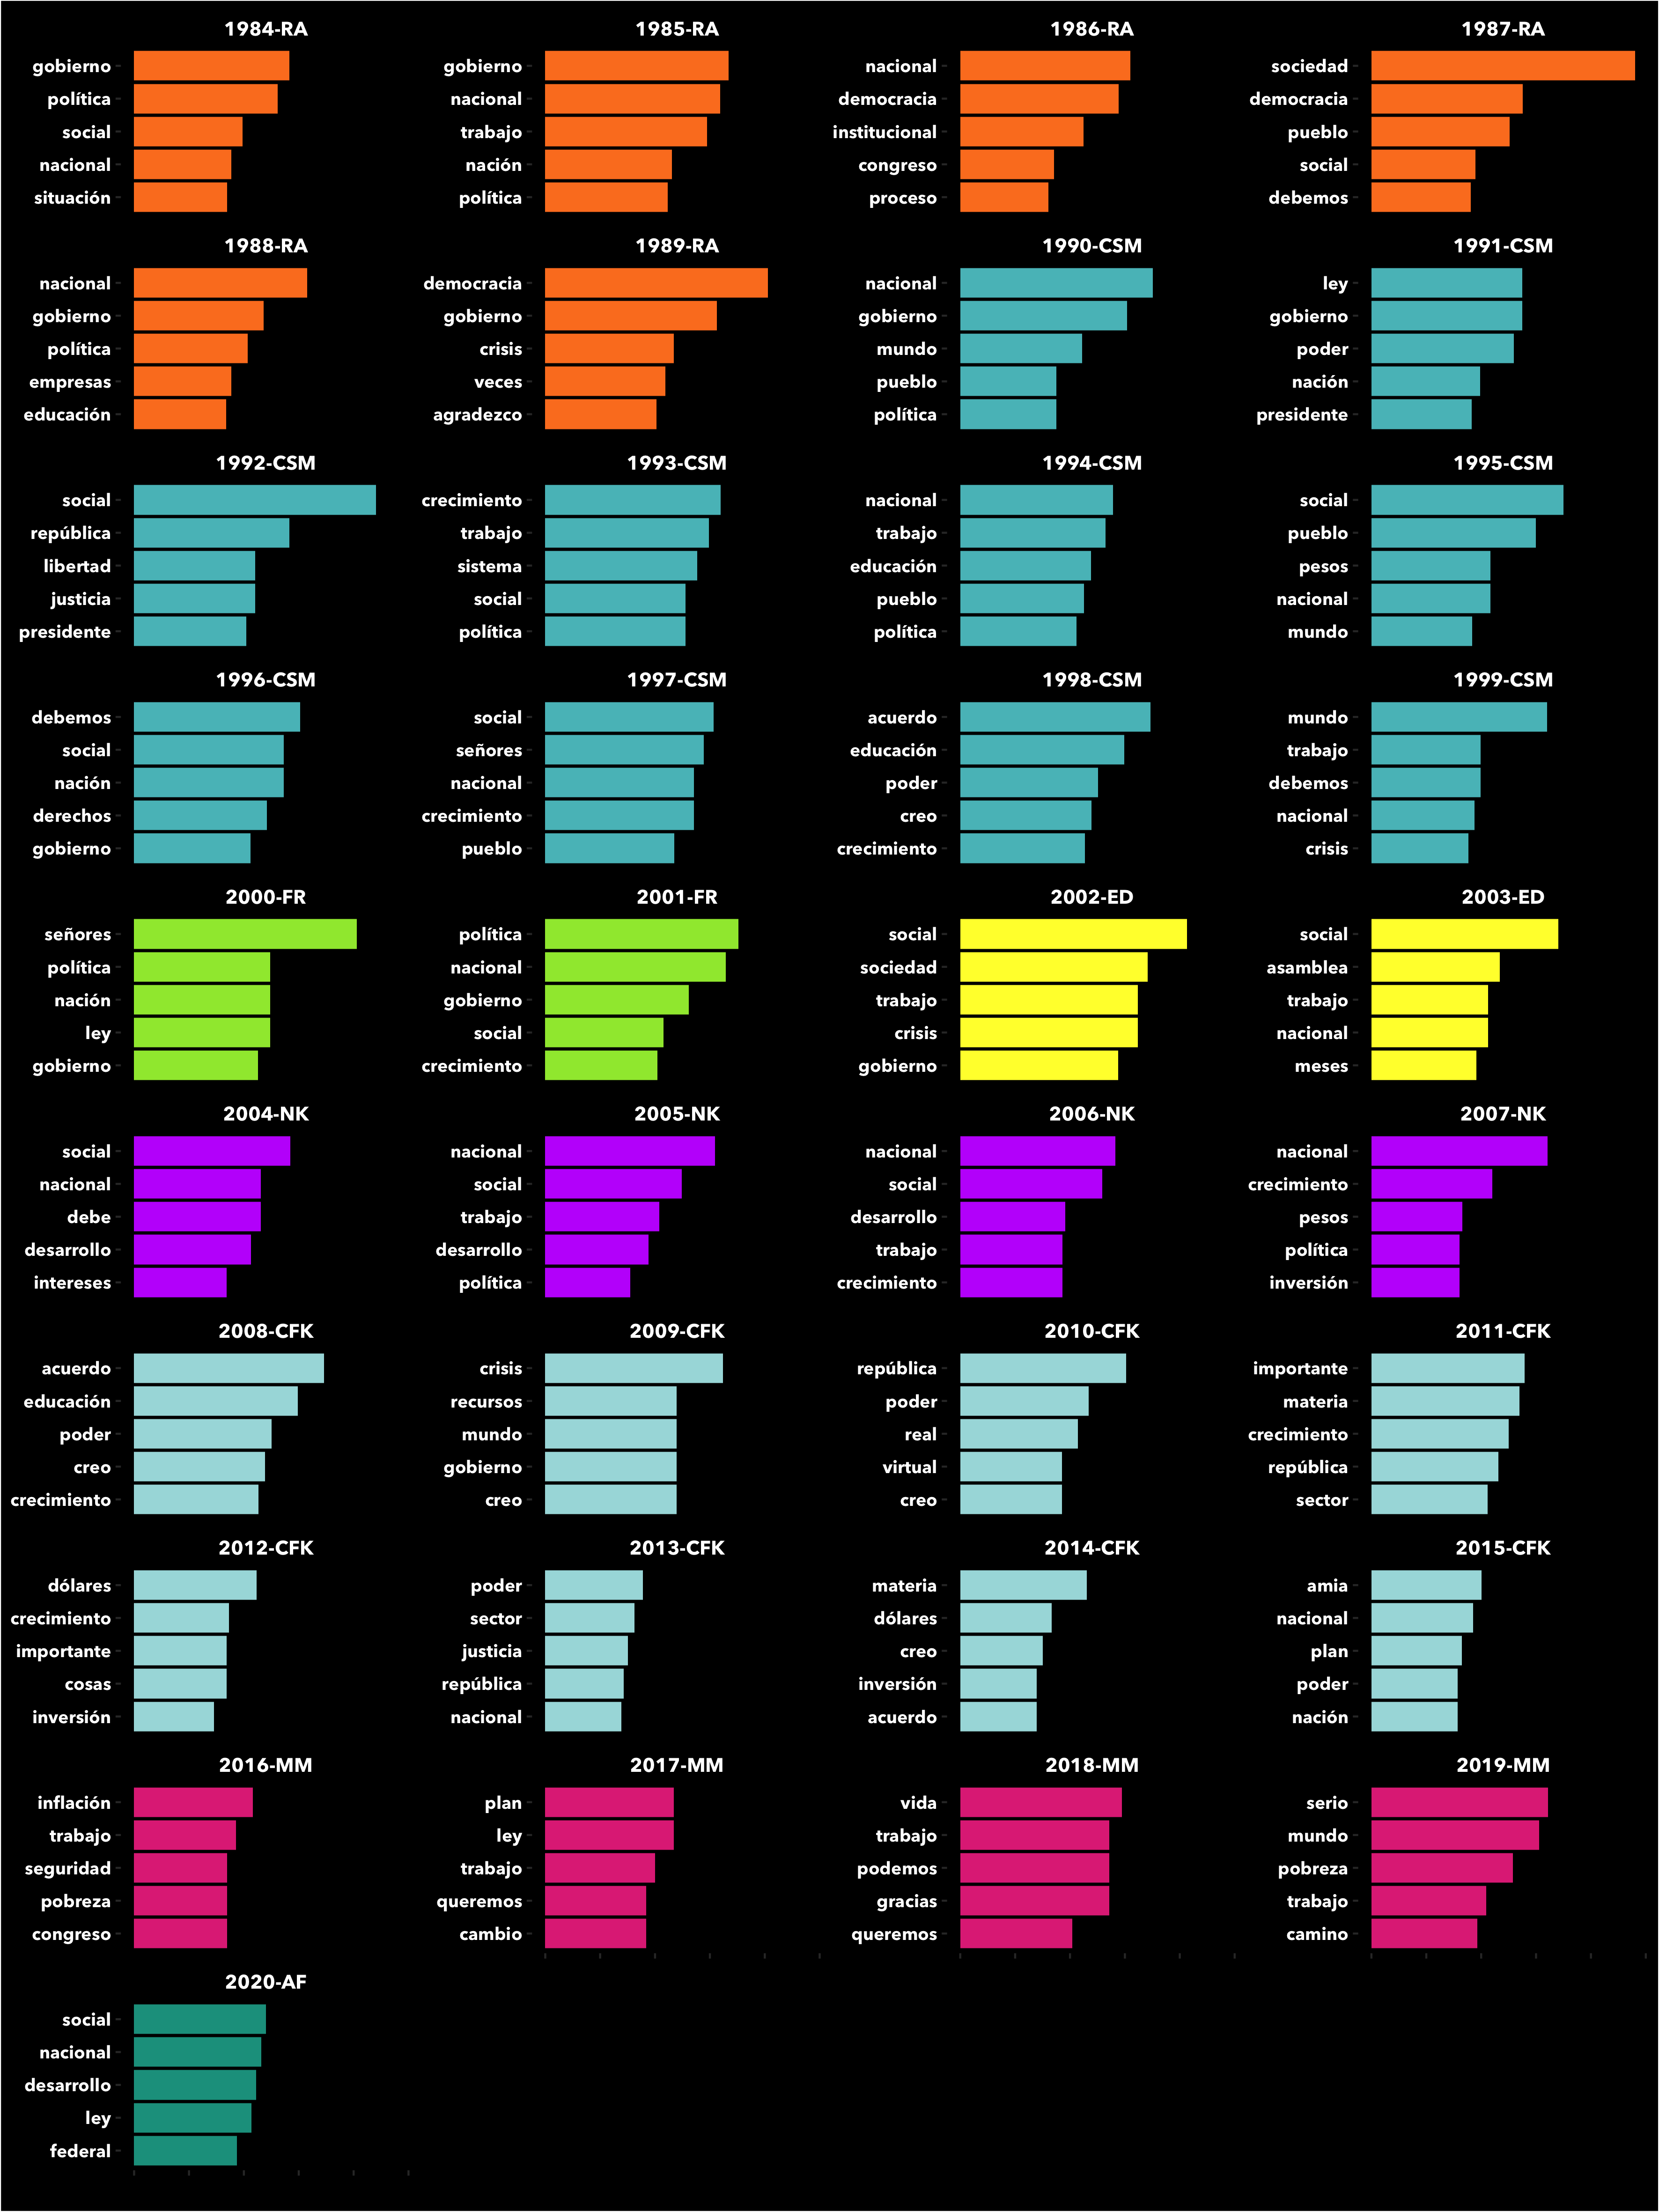 1984-RA
gobierno
política
social
nacional
situación
1985-RA
gobierno
nacional
trabajo
nación
política
1986-RA
nacional
democracia
institucional
congreso
proceso
1987-RA
sociedad
democracia
pueblo
social
debemos
1988-RA
nacional
gobierno
política
empresas
educación
1989-RA
democracia
gobierno
crisis
veces
agradezco
1990-CSM
nacional
gobierno
mundo
pueblo
política
1991-CSM
ley
gobierno
poder
nación
presidente
1992-CSM
social
república
libertad
justicia
presidente
1993-CSM
crecimiento
trabajo
sistema
social
política
1994-CSM
nacional
trabajo
educación
pueblo
política
1995-CSM
social
pueblo
pesos
nacional
mundo
1996-CSM
debemos
social
nación
derechos
gobierno
1997-CSM
social
señores
nacional
crecimiento
pueblo
1998-CSM
acuerdo
educación
poder
creo
crecimiento
1999-CSM
mundo
trabajo
debemos
nacional
crisis
2000-FR
señores
política
nación
ley
gobierno
2001-FR
política
nacional
gobierno
social
crecimiento
2002-ED
social
sociedad
trabajo
crisis
gobierno
2003-ED
social
asamblea
trabajo
nacional
meses
2004-NK
social
nacional
debe
desarrollo
intereses
2005-NK
nacional
social
trabajo
desarrollo
política
2006-NK
nacional
social
desarrollo
trabajo
crecimiento
2007-NK
nacional
crecimiento
pesos
política
inversión
2008-CFK
acuerdo
educación
poder
creo
crecimiento
2009-CFK
crisis
recursos
mundo
gobierno
creo
2010-CFK
república
poder
real
virtual
creo
2011-CFK
importante
materia
crecimiento
república
sector
2012-CFK
dólares
crecimiento
importante
cosas
inversión
2013-CFK
poder
sector
justicia
república
nacional
2014-CFK
materia
dólares
creo
inversión
acuerdo
2015-CFK
amia
nacional
plan
poder
nación
2016-MM
inflación
trabajo
seguridad
pobreza
congreso
2017-MM
plan
ley
trabajo
queremos
cambio
2018-MM
vida
trabajo
podemos
gracias
queremos
2019-MM
serio
mundo
pobreza
trabajo
camino
2020-AF
social
nacional
desarrollo
ley
federal